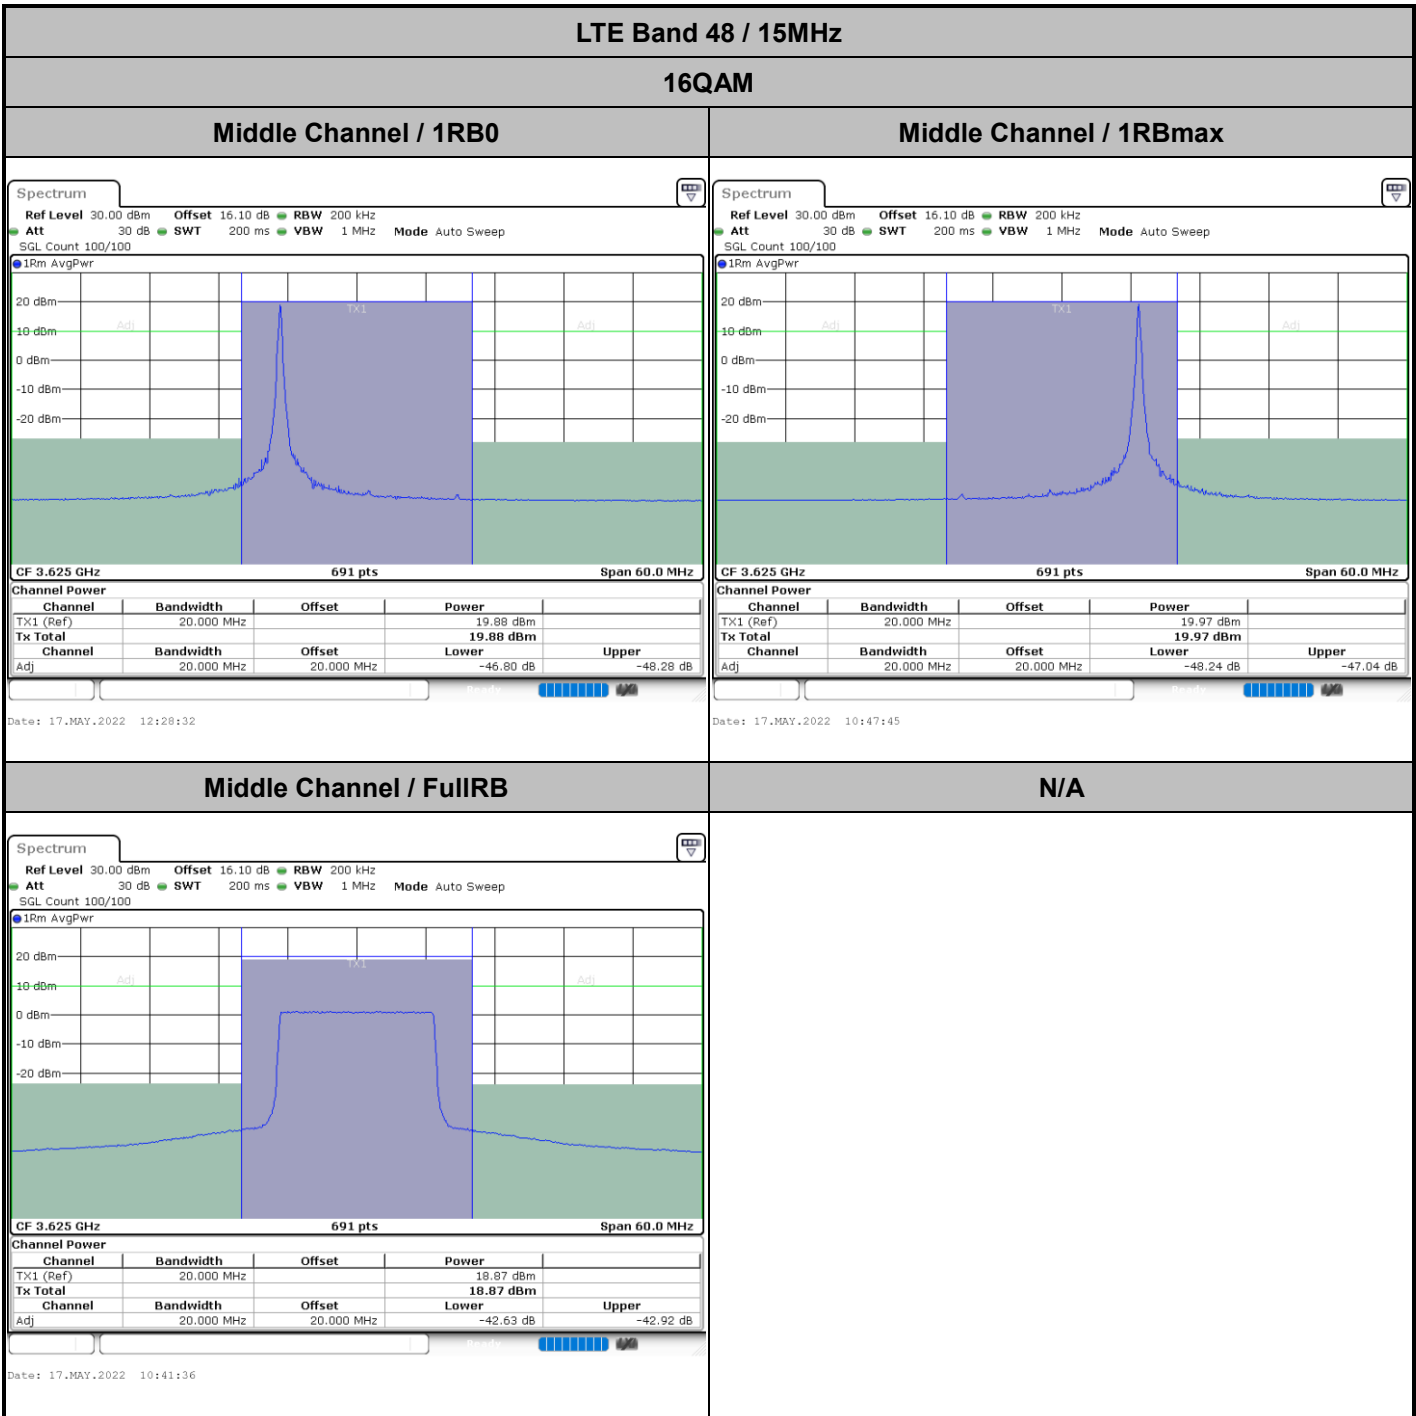 LTE Band 48 / 15MHz
16QAM
Middle Channel / 1RB0
Middle Channel / 1RBmax
Spectrum
Ref Level 30.00 dBm Offset 16.10 dB RBW 200 kHz
Att 30 dB SWT 200 ms VBW 1 MHz Mode Auto Sweep
SGL Count 100/100
1Rm AvgPwr
TX1
Adj
Adj
20 dBm
10 dBm
0 dBm
-10 dBm
-20 dBm
CF 3.625 GHz 691 pts Span 60.0 MHz
Channel Power
Channel Bandwidth Offset Power
TX1 (Ref) 20.000 MHz 19.88 dBm
Tx Total 19.88 dBm
Channel Bandwidth Offset Lower Upper
Adj 20.000 MHz 20.000 MHz -46.80 dB -48.28 dB
Ready
Date: 17.MAY.2022 12:28:32
Spectrum
Ref Level 30.00 dBm Offset 16.10 dB RBW 200 kHz
Att 30 dB SWT 200 ms VBW 1 MHz Mode Auto Sweep
SGL Count 100/100
1Rm AvgPwr
TX1
Adj
Adj
20 dBm
10 dBm
0 dBm
-10 dBm
-20 dBm
CF 3.625 GHz 691 pts Span 60.0 MHz
Channel Power
Channel Bandwidth Offset Power
TX1 (Ref) 20.000 MHz 19.97 dBm
Tx Total 19.97 dBm
Channel Bandwidth Offset Lower Upper
Adj 20.000 MHz 20.000 MHz -48.24 dB -47.04 dB
Ready
Date: 17.MAY.2022 10:47:45
Middle Channel / FullRB
N/A
Spectrum
Ref Level 30.00 dBm Offset 16.10 dB RBW 200 kHz
Att 30 dB SWT 200 ms VBW 1 MHz Mode Auto Sweep
SGL Count 100/100
1Rm AvgPwr
TX1
Adj
Adj
20 dBm
10 dBm
0 dBm
-10 dBm
-20 dBm
CF 3.625 GHz 691 pts Span 60.0 MHz
Channel Power
Channel Bandwidth Offset Power
TX1 (Ref) 20.000 MHz 18.87 dBm
Tx Total 18.87 dBm
Channel Bandwidth Offset Lower Upper
Adj 20.000 MHz 20.000 MHz -42.63 dB -42.92 dB
Ready
Date: 17.MAY.2022 10:41:36